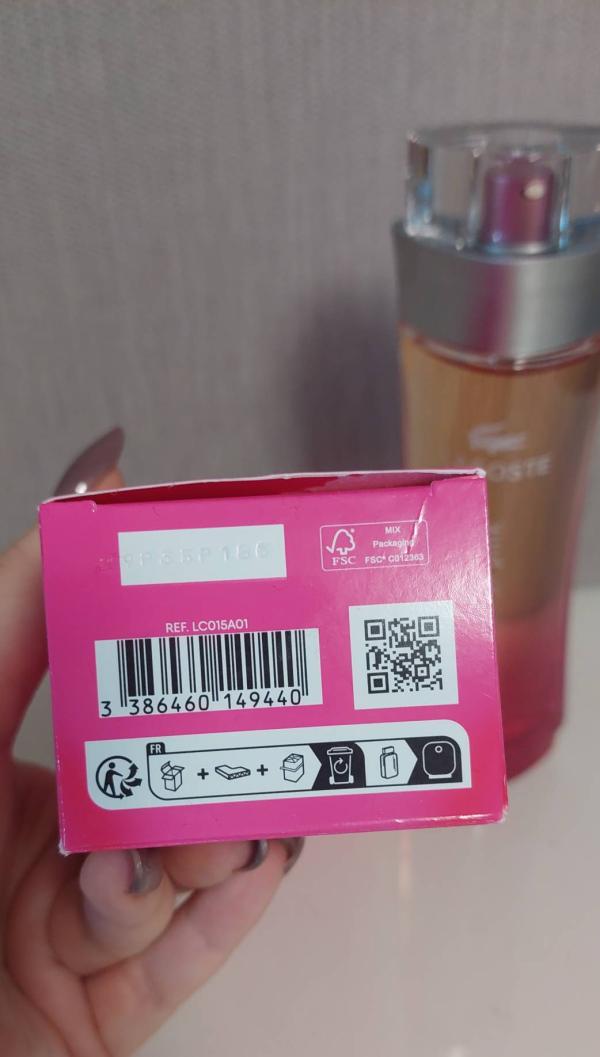 MIX
Packaging
FSC
FSC® C012363
REF. LC015A01
3 386460 149440
FR